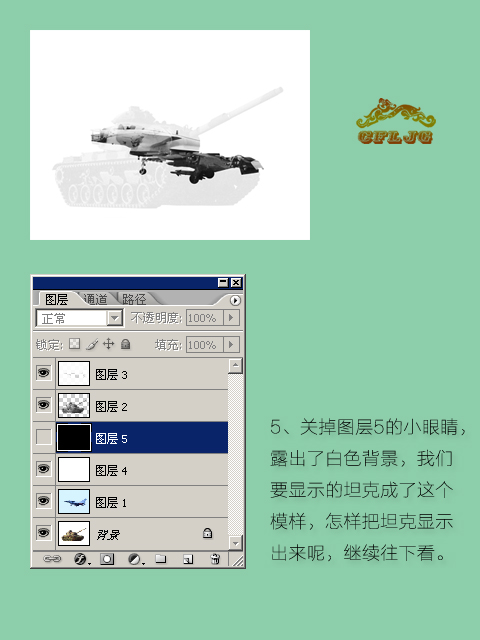 CFLJG
图层 通道 路径
正常 不透明度: 100%
锁定: 填充: 100%
图层 3
图层 2
图层 5
图层 4
图层 1
背景
5、关掉图层5的小眼睛，
露出了白色背景，我们
要显示的坦克成了这个
模样，怎样把坦克显示
出来呢，继续往下看。